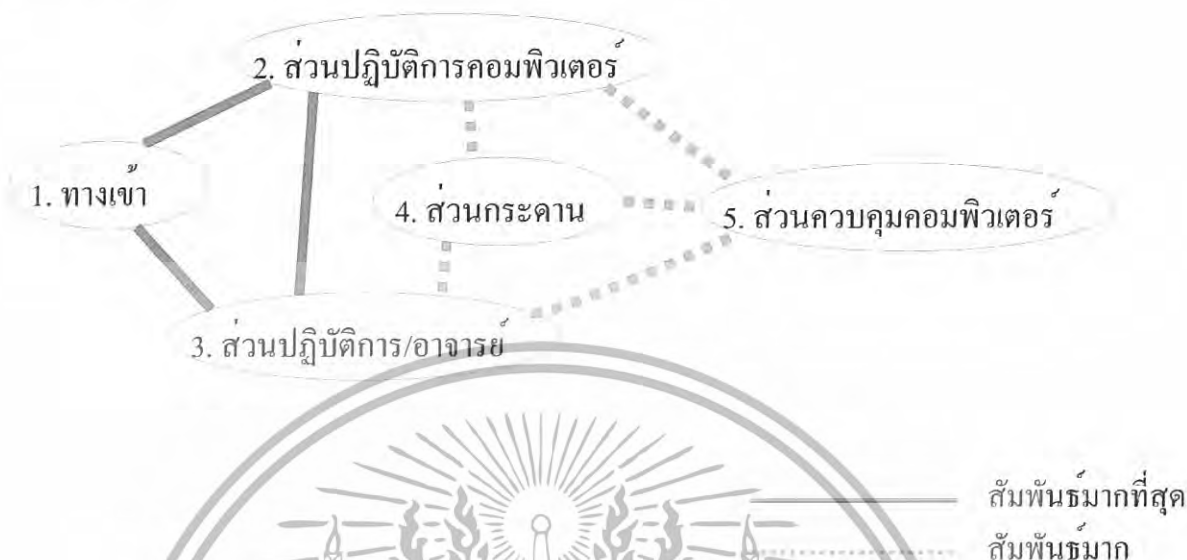 2. ส่วนปฏิบัติการคอมพิวเตอร์
1. ทางเข้า
4. ส่วนกระดาน
5. ส่วนควบคุมคอมพิวเตอร์
3. ส่วนปฏิบัติการ/อาจารย์
สัมพันธ์มากที่สุด
สัมพันธ์มาก